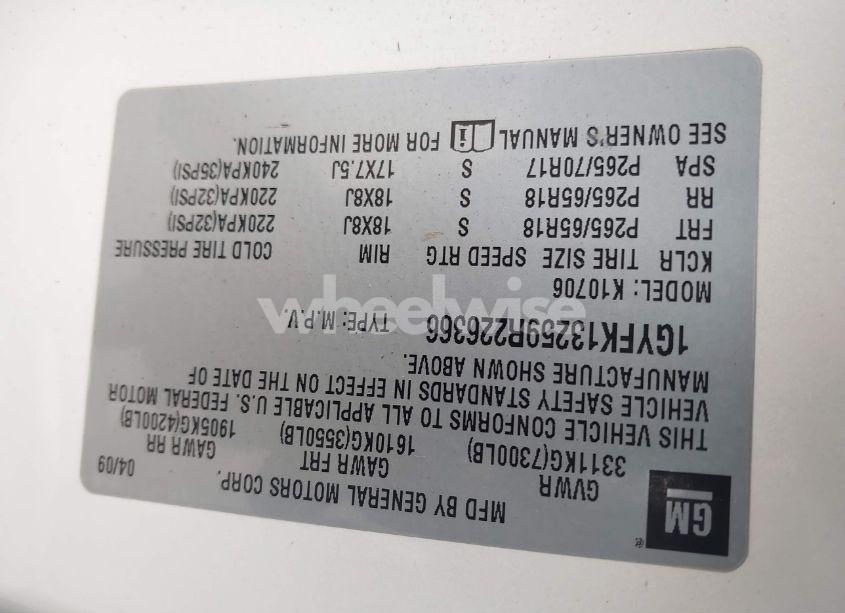 GM
MFD BY GENERAL MOTORS CORP.
04/09
GVWR GAWR FRT GAWR RR
3311KG(7300LB) 1610KG(3550LB) 1905KG(4200LB)
THIS VEHICLE CONFORMS TO ALL APPLICABLE U.S. FEDERAL MOTOR
VEHICLE SAFETY STANDARDS IN EFFECT ON THE DATE OF
MANUFACTURE SHOWN ABOVE.
1GYFK13259R226366 TYPE: M.P.V.
MODEL: K10706
KCLR TIRE SIZE SPEED RTG RIM COLD TIRE PRESSURE
FRT P265/65R18 S 18X8J 220KPA(32PSI)
RR P265/65R18 S 18X8J 220KPA(32PSI)
SPA P265/70R17 S 17X7.5J 240KPA(35PSI)
SEE OWNER'S MANUAL FOR MORE INFORMATION.
wheelwise